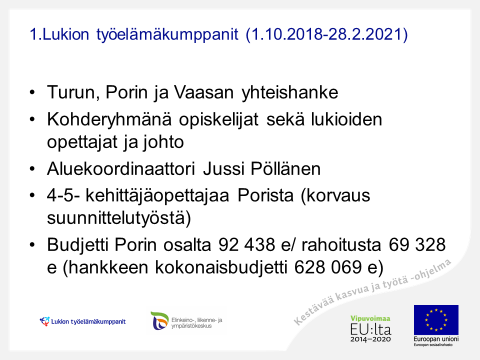 1.Lukion työelämäkumppanit (1.10.2018-28.2.2021)
• Turun, Porin ja Vaasan yhteishanke
• Kohderyhmänä opiskelijat sekä lukioiden
opettajat ja johto
• Aluekoordinaattori Jussi Pöllänen
• 4-5- kehittäjäopettajaa Porista (korvaus
suunnittelutyöstä)
• Budjetti Porin osalta 92 438 e/ rahoitusta 69 328
e (hankkeen kokonaisbudjetti 628 069 e)
Kestävää kasvua ja työtä -ohjelma
Lukion työelämäkumppanit
Elinkeino-, liikenne- ja
ympäristökeskus
Vipuvoimaa
EU:lta
2014–2020
Euroopan unioni
Euroopan sosiaalirahasto